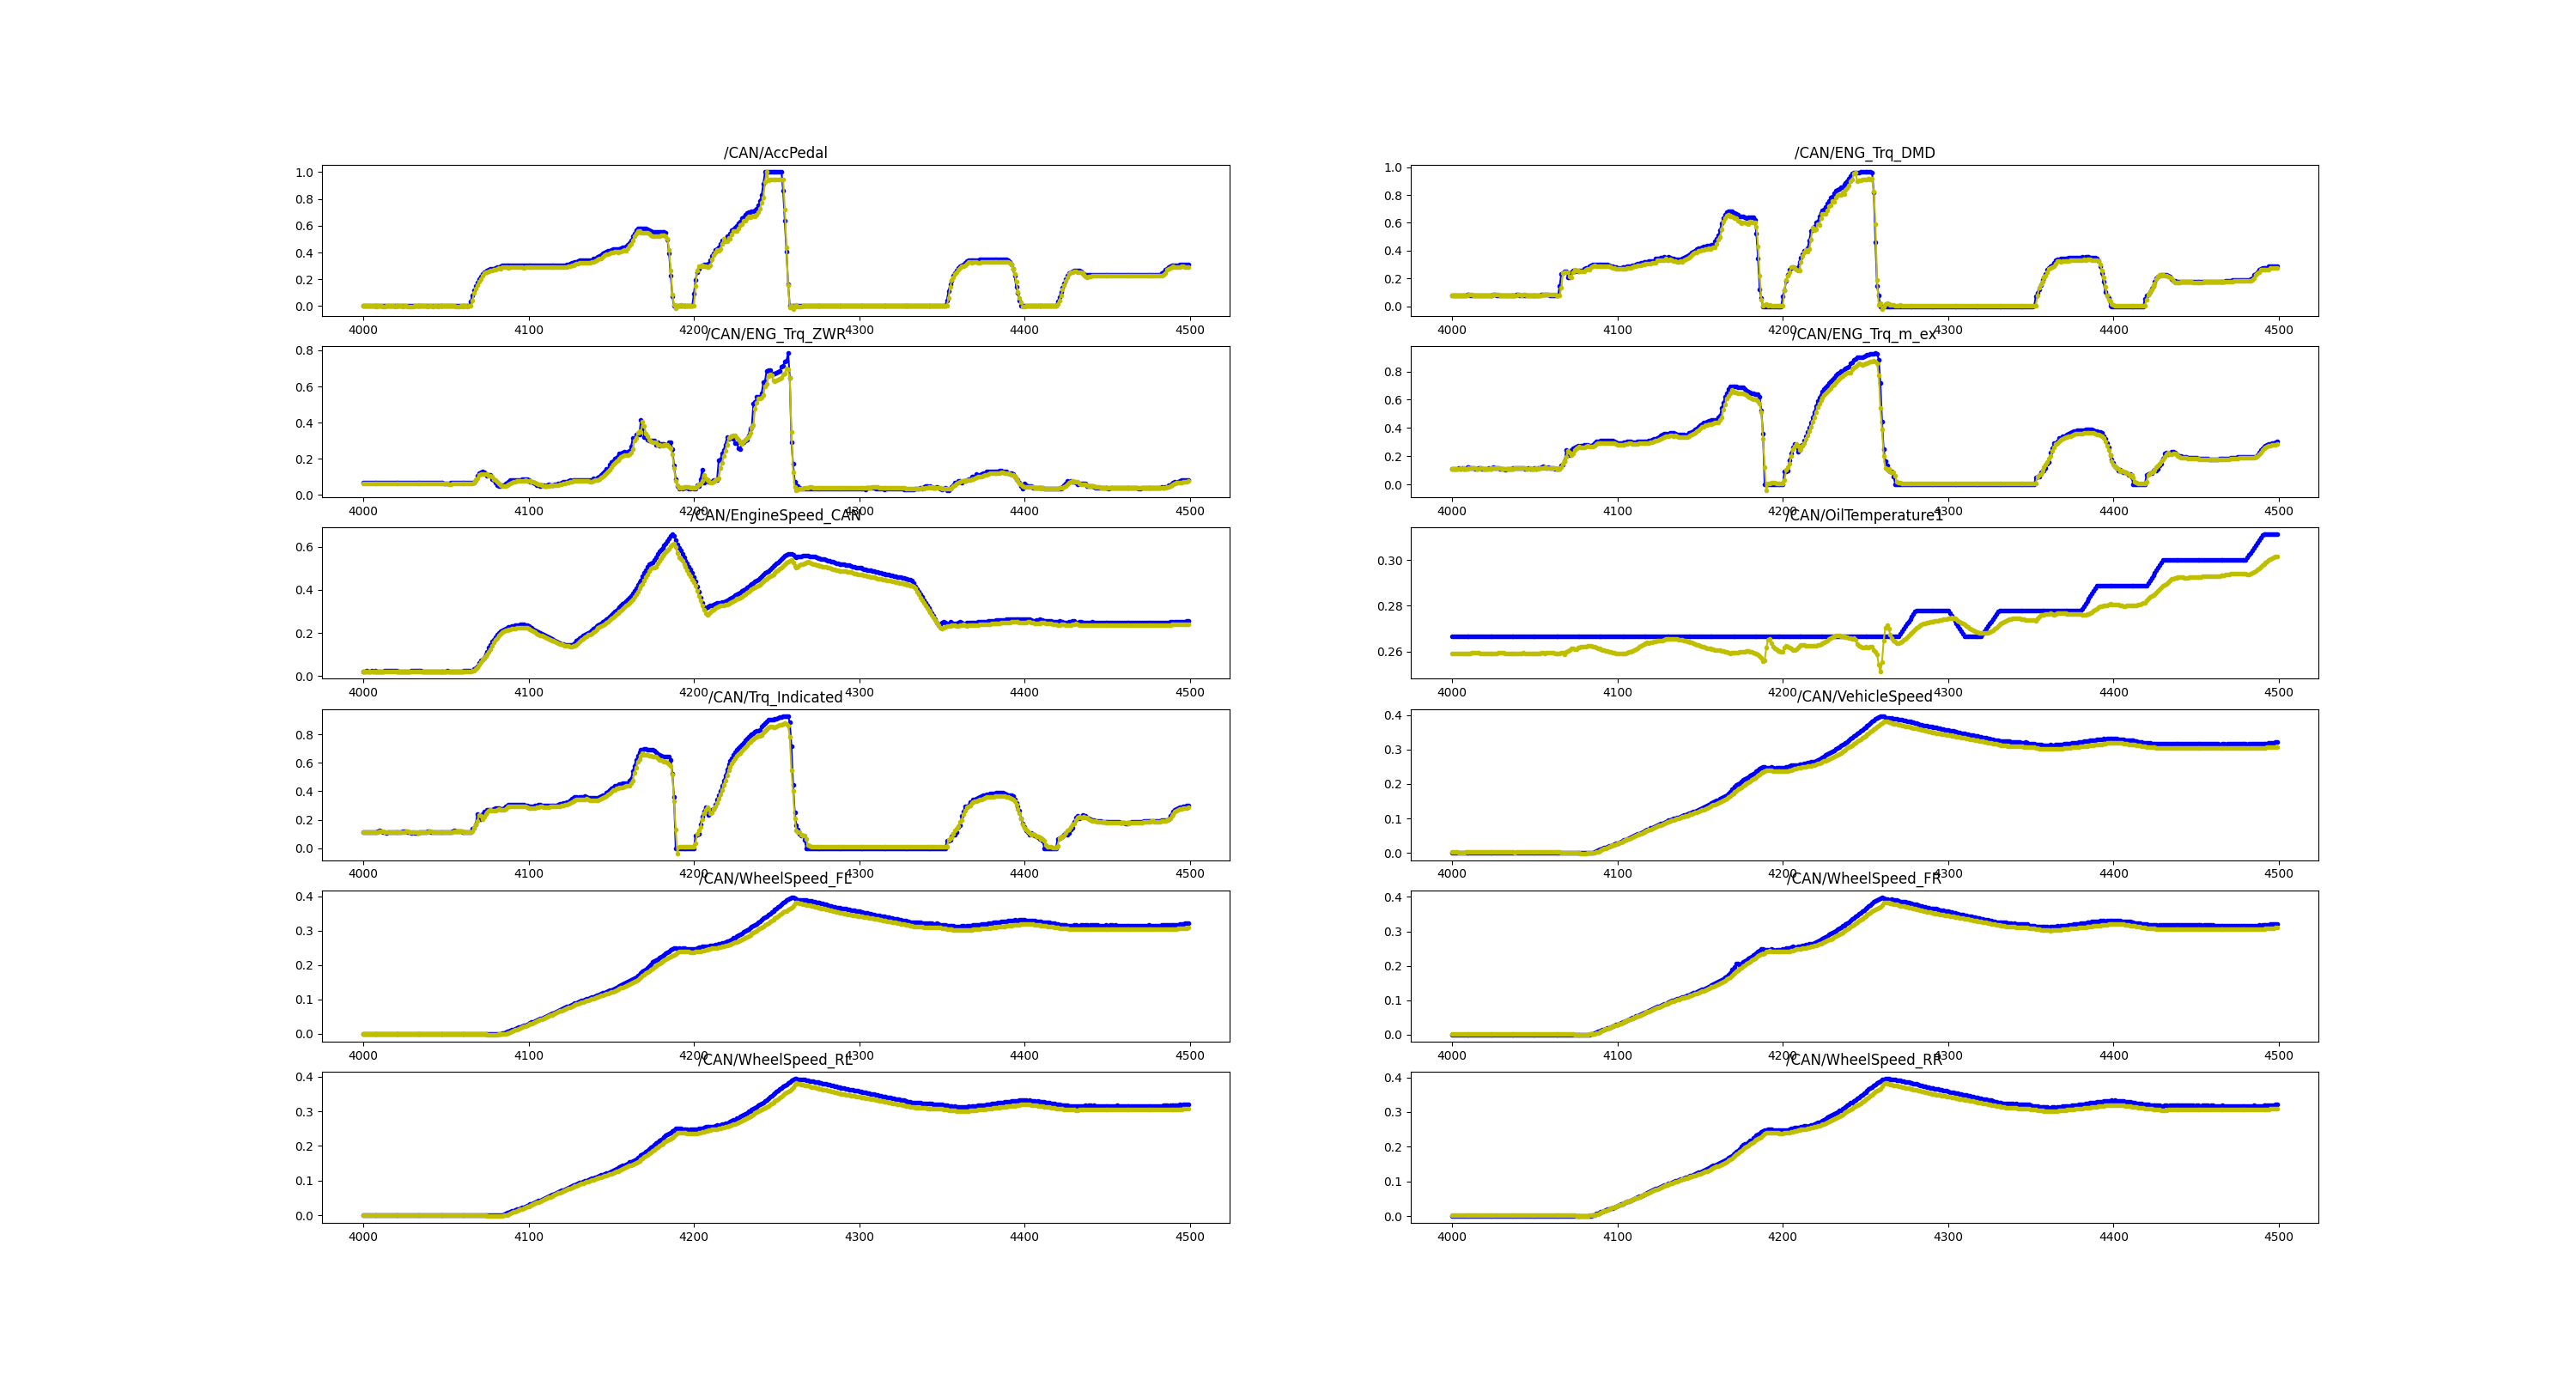 /CAN/AccPedal
1.0
0.8
0.6
0.4
0.2
0.0
4000 4100 4200 4300 4400 4500
/CAN/ENG_Trq_DMD
1.0
0.8
0.6
0.4
0.2
0.0
4000 4100 4200 4300 4400 4500
/CAN/ENG_Trq_ZWR
0.8
0.6
0.4
0.2
0.0
4000 4100 4200 4300 4400 4500
/CAN/ENG_Trq_m_ex
0.8
0.6
0.4
0.2
0.0
4000 4100 4200 4300 4400 4500
/CAN/EngineSpeed_CAN
0.6
0.4
0.2
0.0
4000 4100 4200 4300 4400 4500
/CAN/OilTemperature1
0.30
0.28
0.26
4000 4100 4200 4300 4400 4500
/CAN/Trq_Indicated
0.8
0.6
0.4
0.2
0.0
4000 4100 4200 4300 4400 4500
/CAN/VehicleSpeed
0.4
0.3
0.2
0.1
0.0
4000 4100 4200 4300 4400 4500
/CAN/WheelSpeed_FL
0.4
0.3
0.2
0.1
0.0
4000 4100 4200 4300 4400 4500
/CAN/WheelSpeed_FR
0.4
0.3
0.2
0.1
0.0
4000 4100 4200 4300 4400 4500
/CAN/WheelSpeed_RL
0.4
0.3
0.2
0.1
0.0
4000 4100 4200 4300 4400 4500
/CAN/WheelSpeed_RR
0.4
0.3
0.2
0.1
0.0
4000 4100 4200 4300 4400 4500